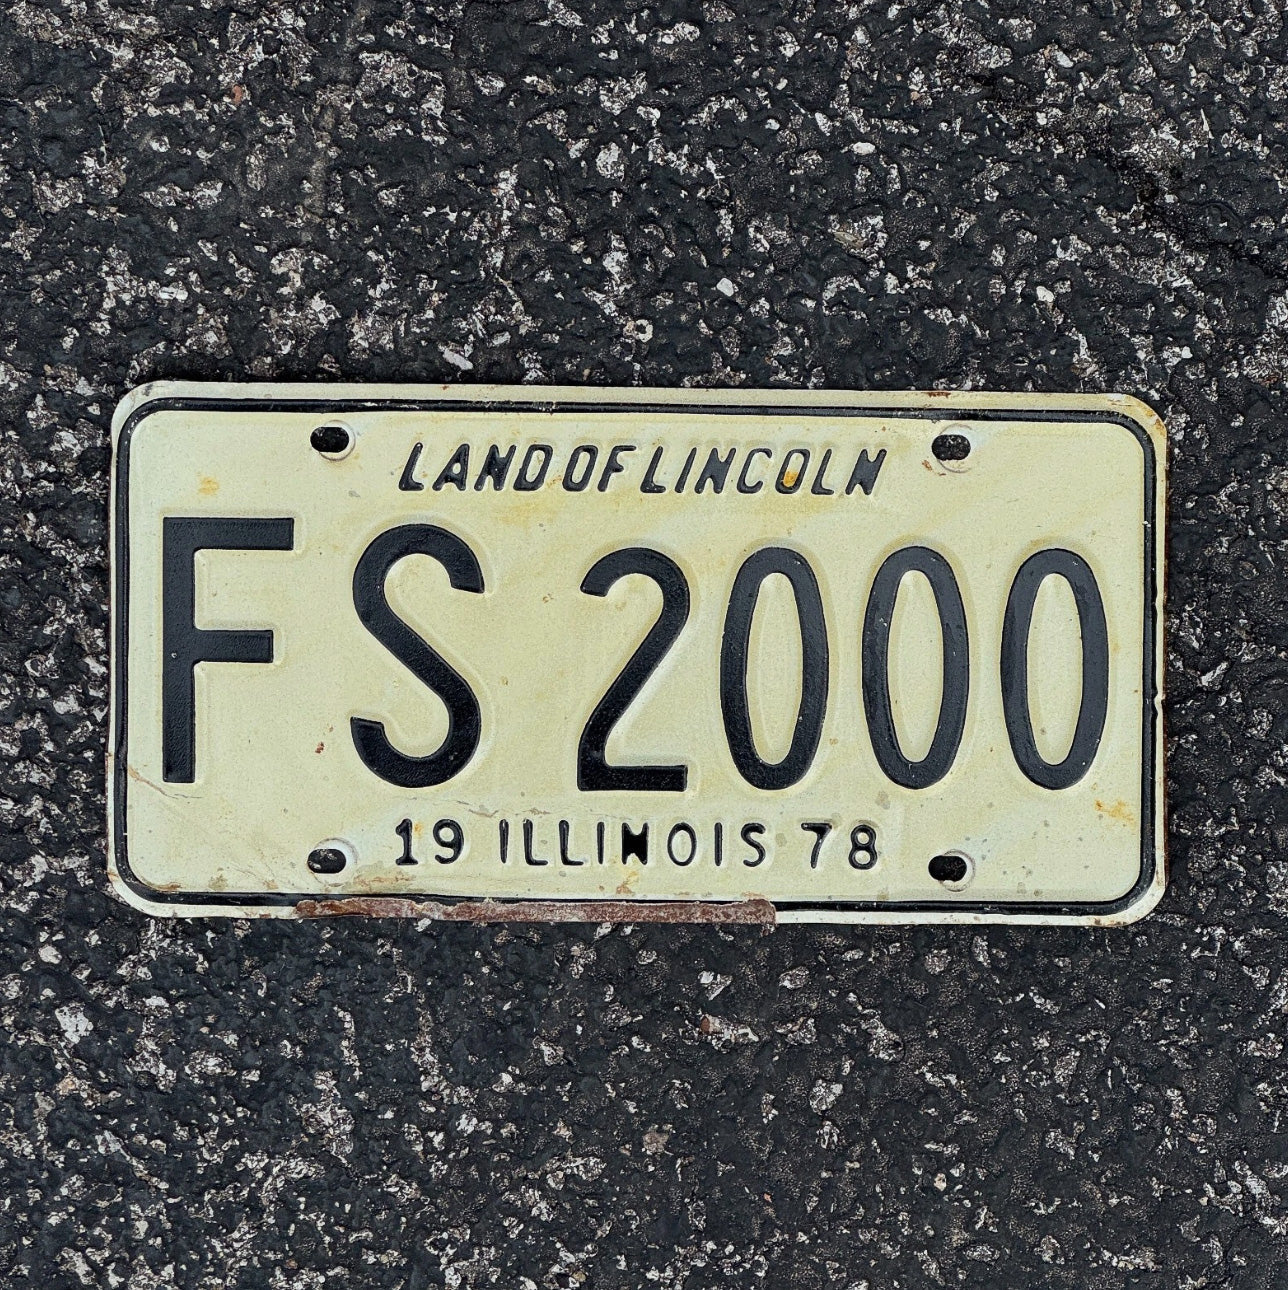 LAND OF LINCOLN
FS 2000
19 ILLINOIS 78